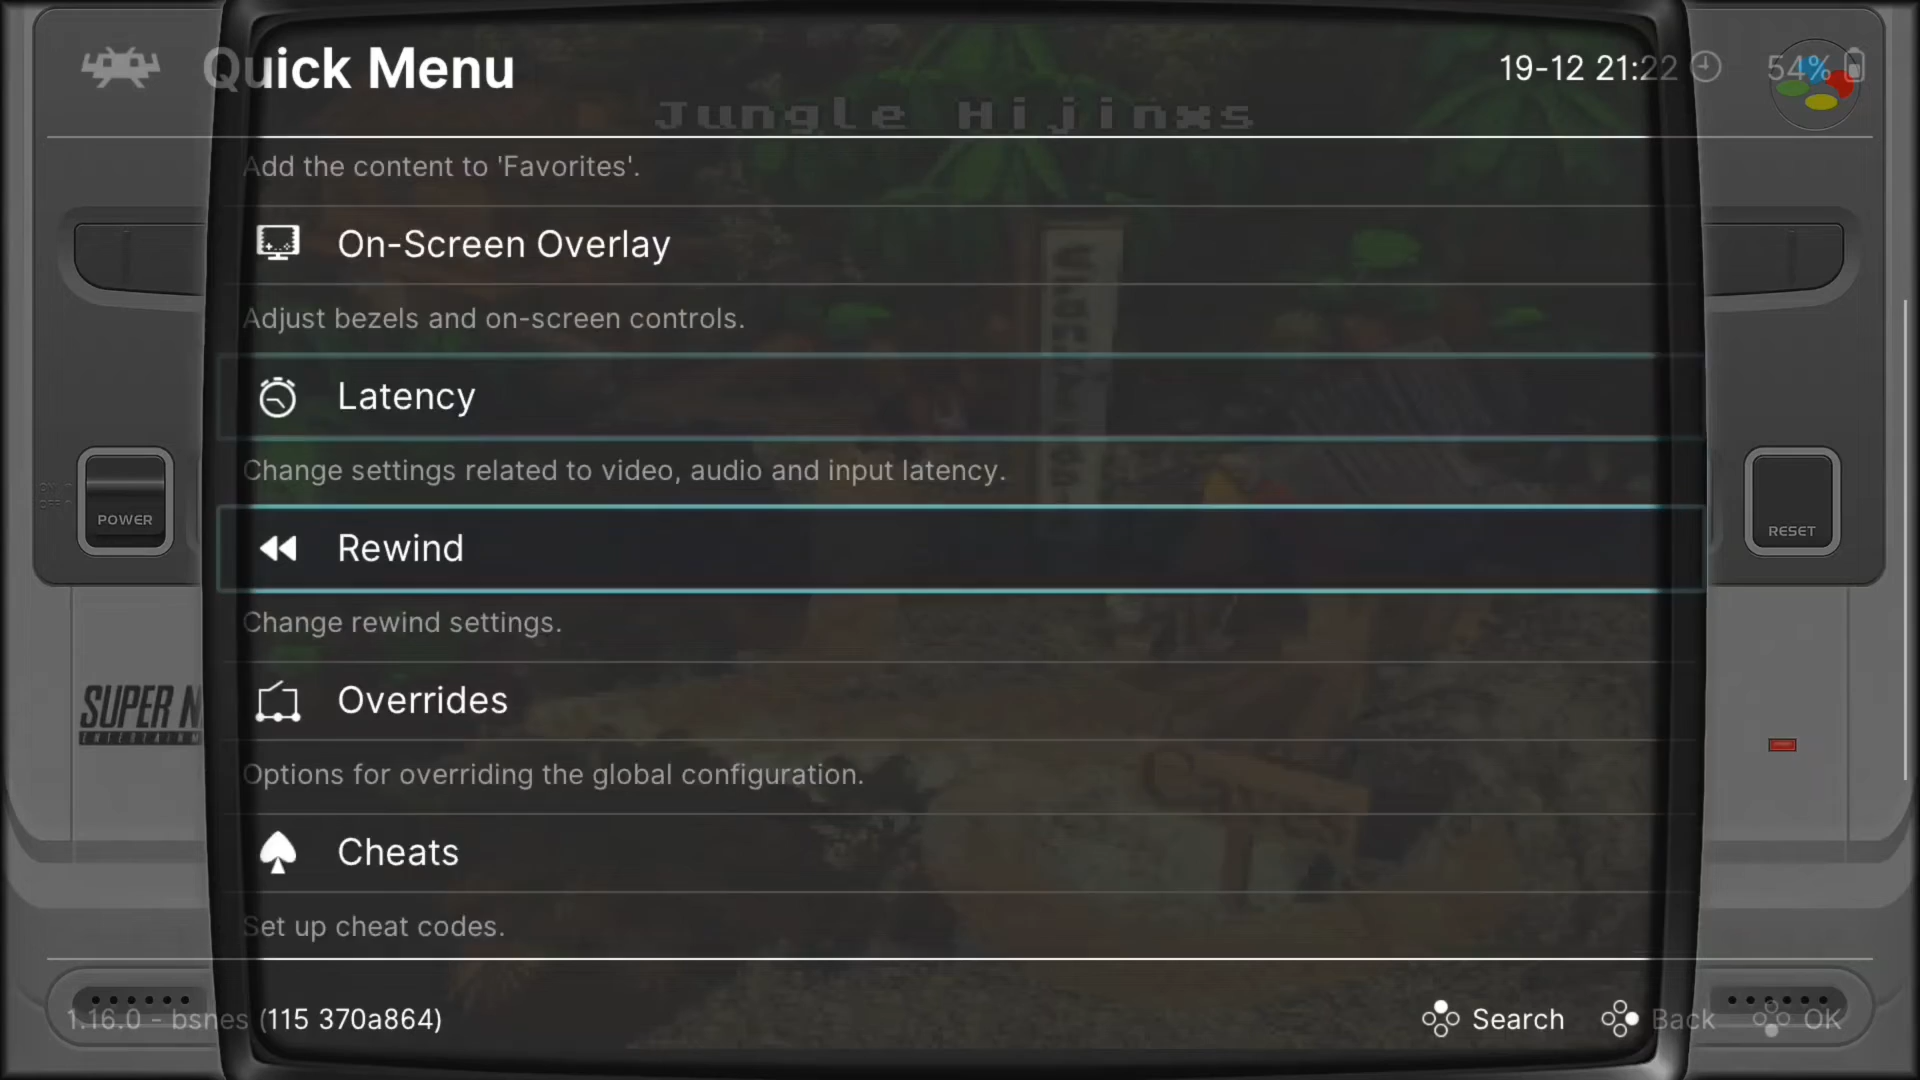 Quick Menu
19-12 21:22
54%
Jungle Hijinxs
Add the content to 'Favorites'.
On-Screen Overlay
Adjust bezels and on-screen controls.
Latency
Change settings related to video, audio and input latency.
POWER
RESET
Rewind
Change rewind settings.
SUPER N
Overrides
Options for overriding the global configuration.
Cheats
Set up cheat codes.
1.16.0 - bsnes (115 370a864)
Search
Back
OK